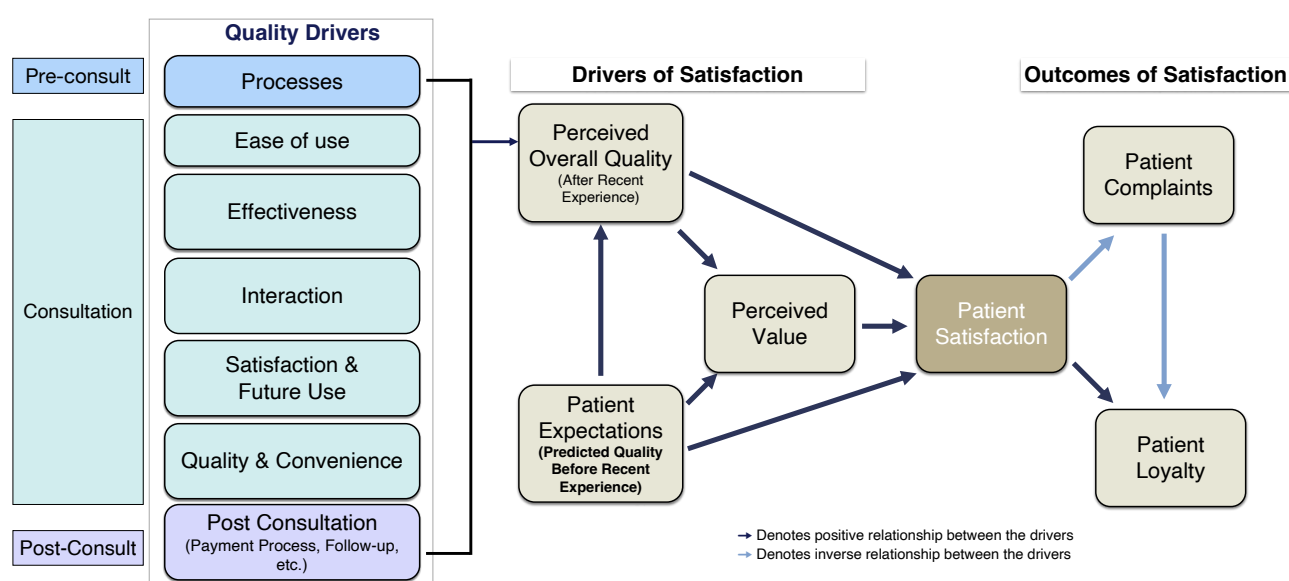 Quality Drivers
Pre-consult
Processes
Consultation
Ease of use
Effectiveness
Interaction
Satisfaction &
Future Use
Quality & Convenience
Post-Consult
Post Consultation
(Payment Process, Follow-up,
etc.)
Drivers of Satisfaction
Perceived
Overall Quality
(After Recent
Experience)
Perceived
Value
Patient
Expectations
(Predicted Quality
Before Recent
Experience)
Patient
Satisfaction
Outcomes of Satisfaction
Patient
Complaints
Patient
Loyalty
Denotes positive relationship between the drivers
Denotes inverse relationship between the drivers